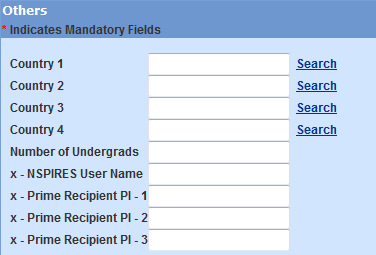 Others
* Indicates Mandatory Fields
Country 1 Search
Country 2 Search
Country 3 Search
Country 4 Search
Number of Undergrads
x - NSPIRES User Name
x - Prime Recipient PI - 1
x - Prime Recipient PI - 2
x - Prime Recipient PI - 3